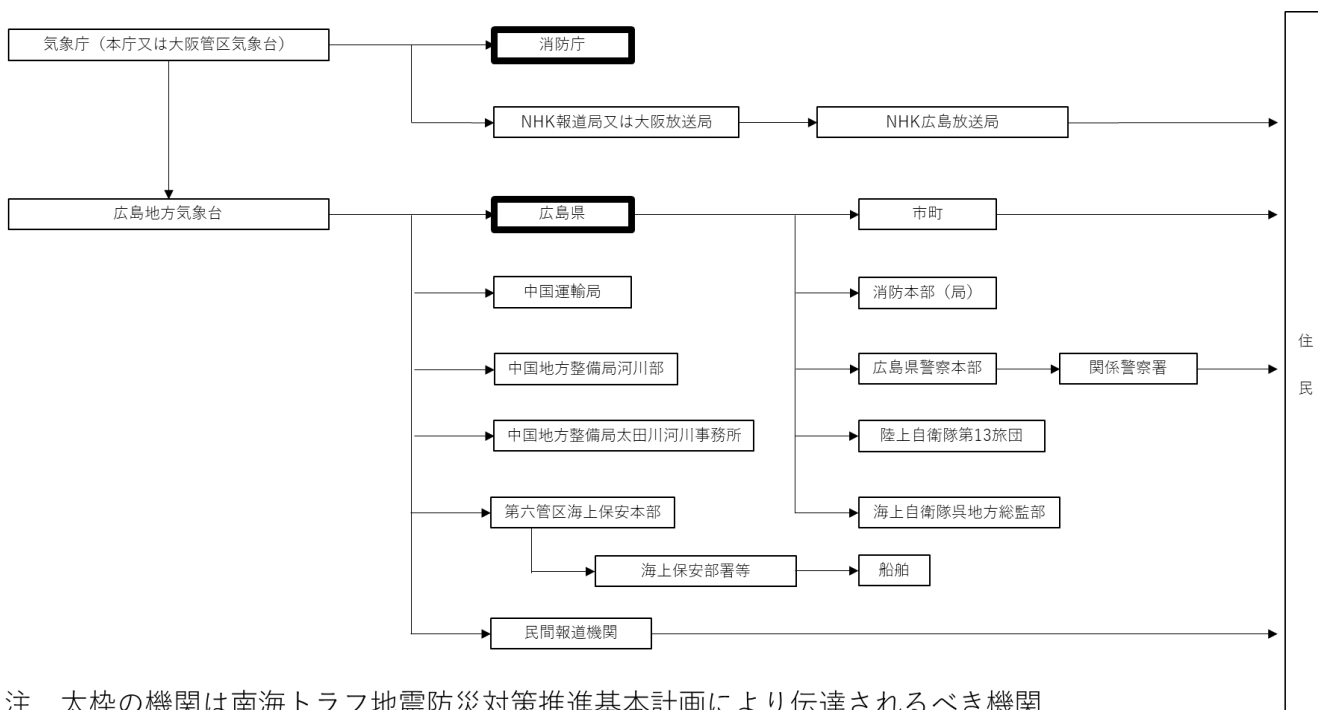 気象庁（本庁又は大阪管区気象台）
消防庁
NHK報道局又は大阪放送局
NHK広島放送局
広島地方気象台
広島県
市町
中国運輸局
消防本部（局）
中国地方整備局河川部
広島県警察本部
関係警察署
中国地方整備局太田川河川事務所
陸上自衛隊第13旅団
第六管区海上保安本部
海上自衛隊呉地方総監部
海上保安部署等
船舶
民間報道機関
住
民
注　太枠の機関は南海トラフ地震防災対策推進基本計画により伝達されるべき機関